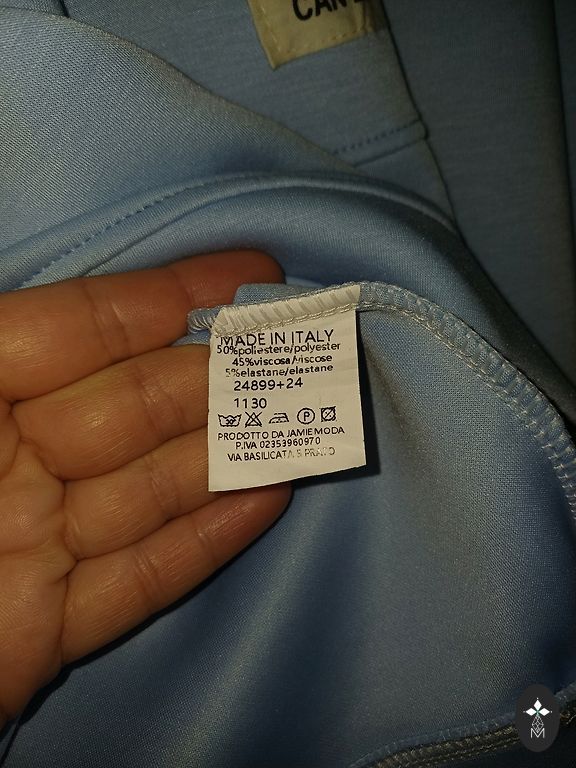 CAN
MADE IN ITALY
50%poliestere/polyester
45%viscosa/viscose
5%elastane/elastane
24899+24
1130
P
PRODOTTO DA JAMIE MODA
P.IVA 02353960970
VIA BASILICATA 5 PRATO
M